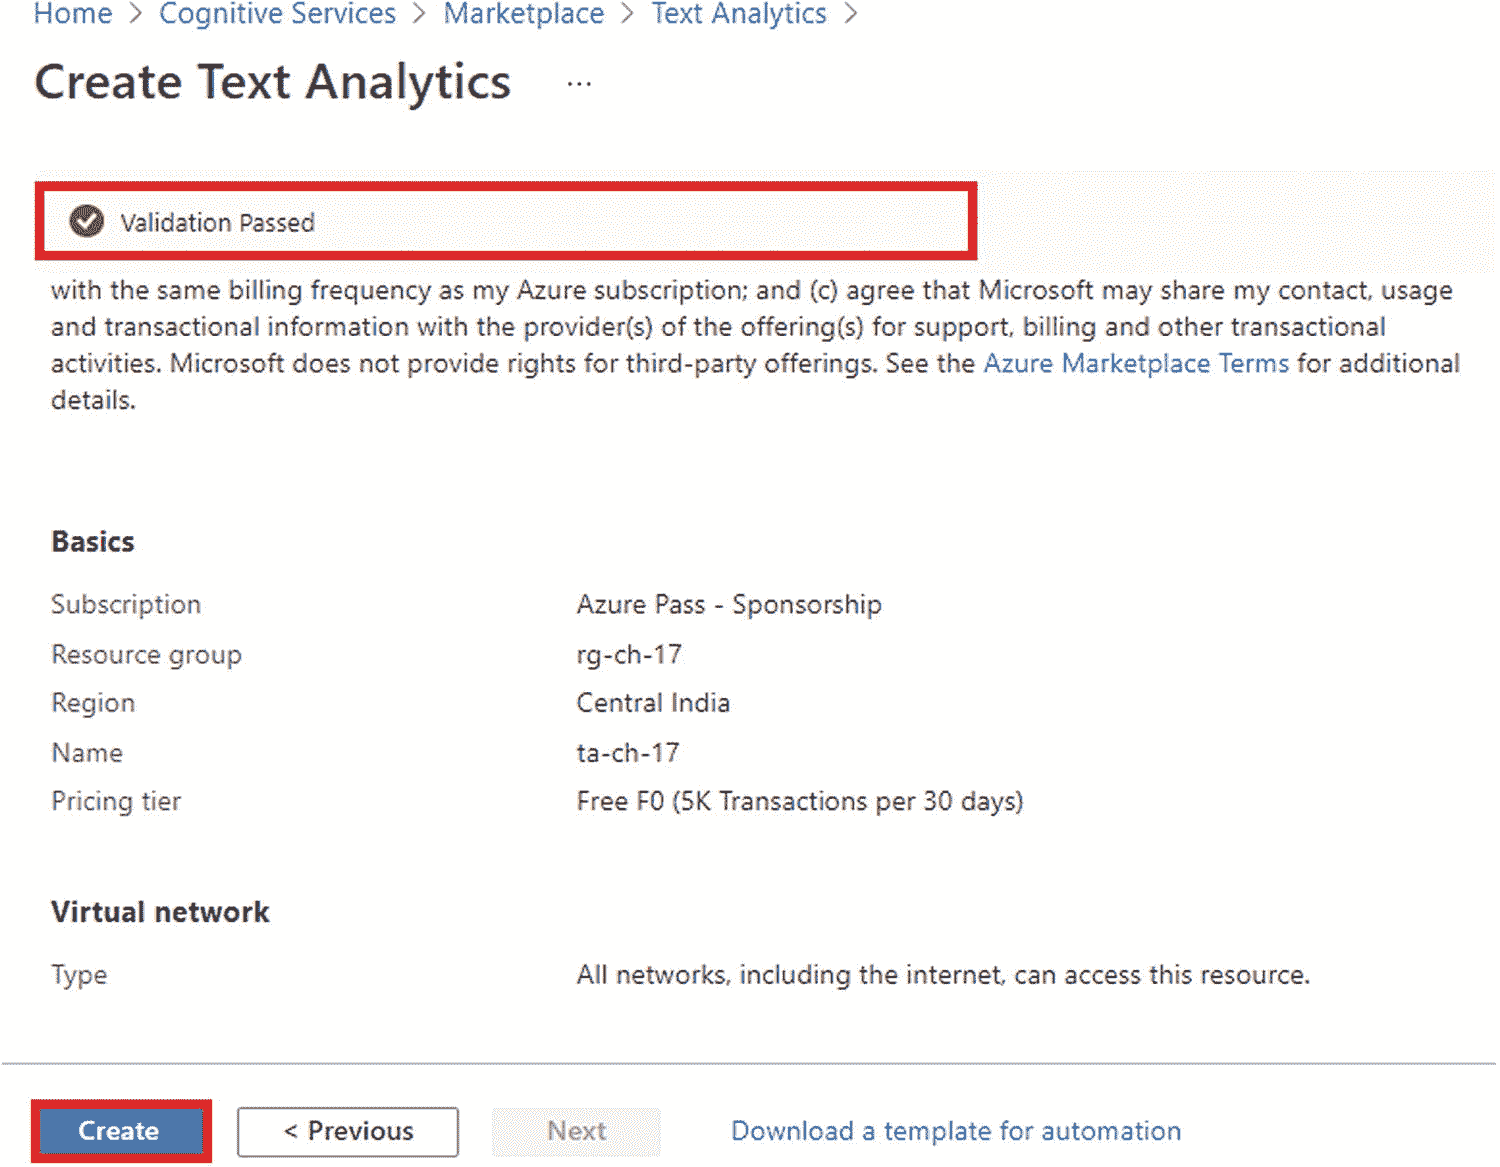 Home > Cognitive Services > Marketplace > Text Analytics >
Create Text Analytics ...
Validation Passed
with the same billing frequency as my Azure subscription; and (c) agree that Microsoft may share my contact, usage
and transactional information with the provider(s) of the offering(s) for support, billing and other transactional
activities. Microsoft does not provide rights for third-party offerings. See the Azure Marketplace Terms for additional
details.
Basics
Subscription Azure Pass - Sponsorship
Resource group rg-ch-17
Region Central India
Name ta-ch-17
Pricing tier Free F0 (5K Transactions per 30 days)
Virtual network
Type All networks, including the internet, can access this resource.
Create < Previous Next Download a template for automation